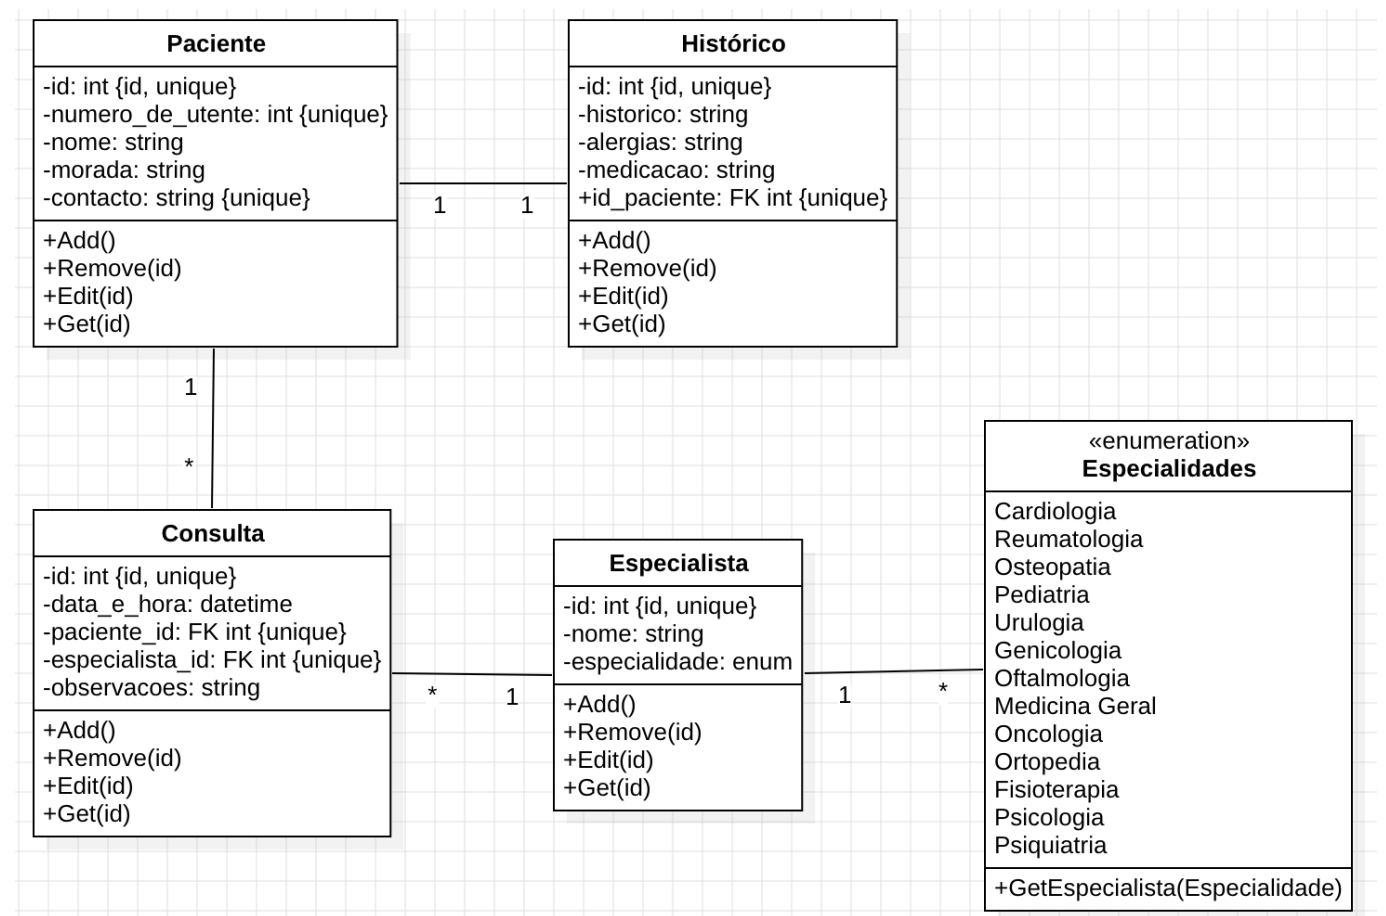 Paciente
-id: int {id, unique}
-numero_de_utente: int {unique}
-nome: string
-morada: string
-contacto: string {unique}
+Add()
+Remove(id)
+Edit(id)
+Get(id)
Histórico
-id: int {id, unique}
-historico: string
-alergias: string
-medicacao: string
+id_paciente: FK int {unique}
+Add()
+Remove(id)
+Edit(id)
+Get(id)
1
1
1
*
Consulta
-id: int {id, unique}
-data_e_hora: datetime
-paciente_id: FK int {unique}
-especialista_id: FK int {unique}
-observacoes: string
+Add()
+Remove(id)
+Edit(id)
+Get(id)
*
1
Especialista
-id: int {id, unique}
-nome: string
-especialidade: enum
+Add()
+Remove(id)
+Edit(id)
+Get(id)
1
*
«enumeration»
Especialidades
Cardiologia
Reumatologia
Osteopatia
Pediatria
Urulogia
Genicologia
Oftalmologia
Medicina Geral
Oncologia
Ortopedia
Fisioterapia
Psicologia
Psiquiatria
+GetEspecialista(Especialidade)